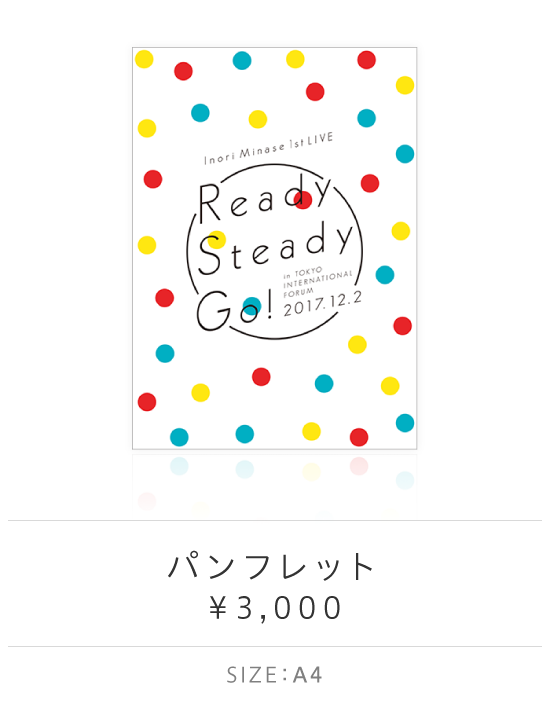 Inori Minase 1st LIVE
Ready
Steady
Go!
in TOKYO
INTERNATIONAL
FORUM
2017.12.2
パンフレット
¥3,000
SIZE:A4